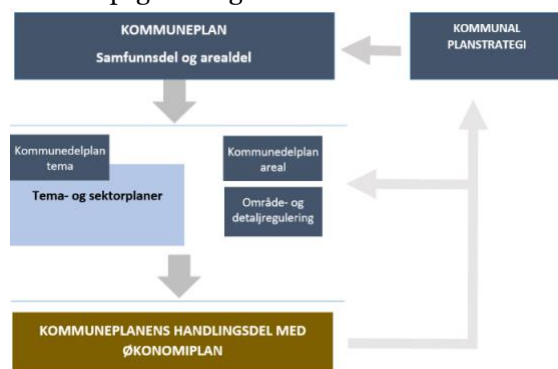 KOMMUNEPLAN
Samfunnsdel og arealdel
KOMMUNAL
PLANSTRATEGI
Kommunedelplan
tema
Tema- og sektorplaner
Kommunedelplan
areal
Område- og
detaljregulering
KOMMUNEPLANENS HANDLINGSDEL MED
ØKONOMIPLAN